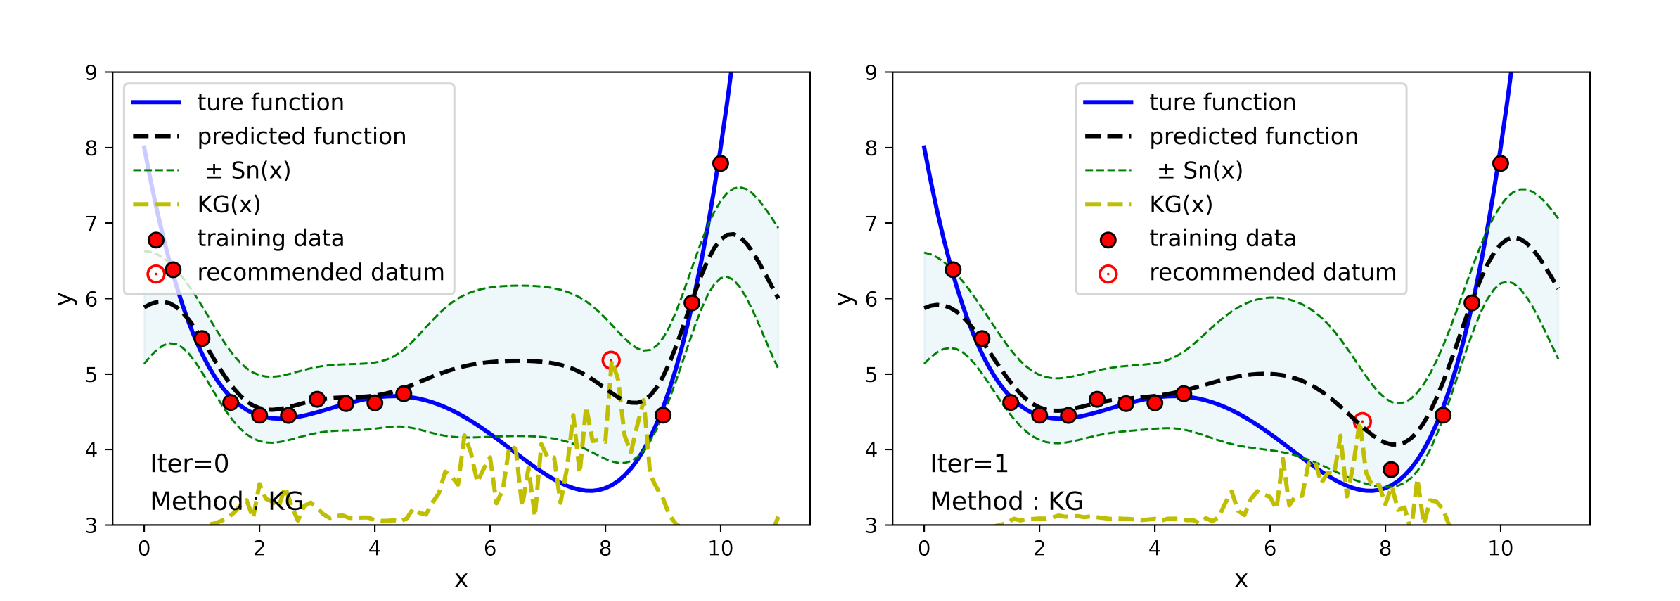 9
8
7
6
5
4
3
y
ture function
predicted function
± Sn(x)
KG(x)
training data
recommended datum
Iter=0
Method : KG
0 2 4 6 8 10
x
9
8
7
6
5
4
3
y
ture function
predicted function
± Sn(x)
KG(x)
training data
recommended datum
Iter=1
Method : KG
0 2 4 6 8 10
x